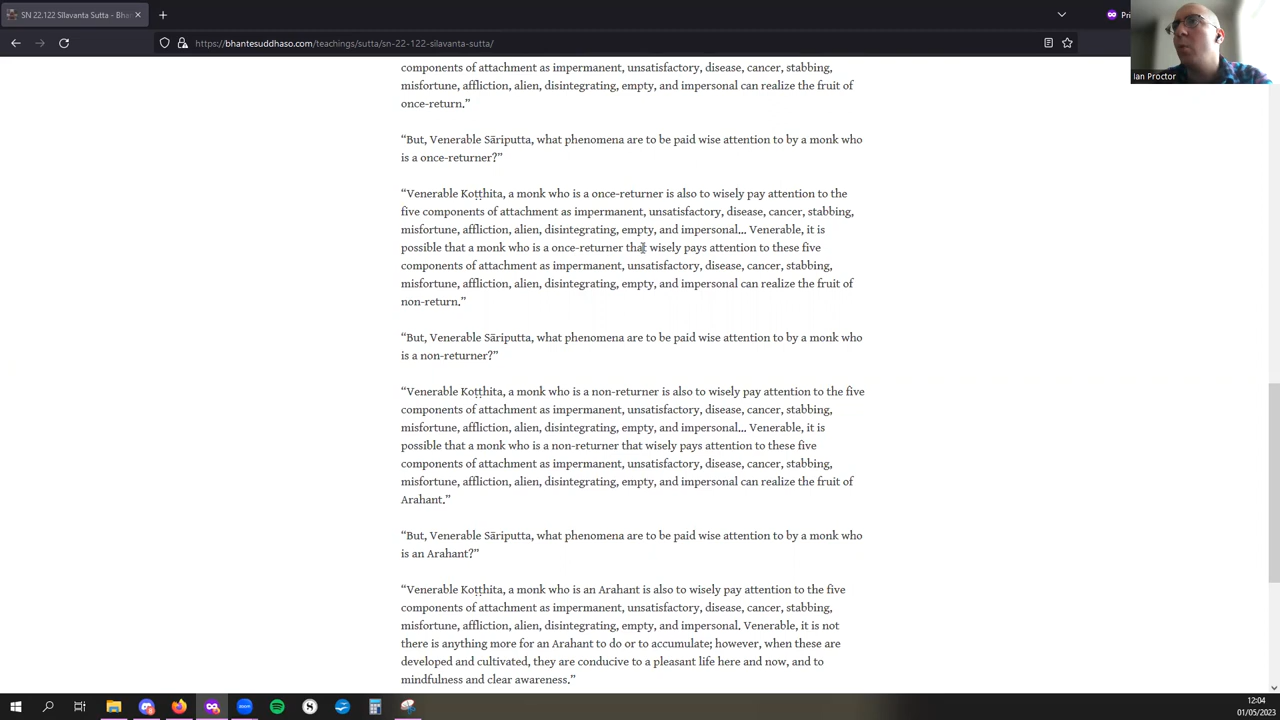 SN 22.122 Sīlavanta Sutta - Bha
https://bhantesuddhaso.com/teachings/sutta/sn-22-122-silavanta-sutta/
Ian Proctor
components of attachment as impermanent, unsatisfactory, disease, cancer, stabbing,
misfortune, affliction, alien, disintegrating, empty, and impersonal can realize the fruit of
once-return.”
“But, Venerable Sāriputta, what phenomena are to be paid wise attention to by a monk who
is a once-returner?”
“Venerable Koṭṭhita, a monk who is a once-returner is also to wisely pay attention to the
five components of attachment as impermanent, unsatisfactory, disease, cancer, stabbing,
misfortune, affliction, alien, disintegrating, empty, and impersonal… Venerable, it is
possible that a monk who is a once-returner that wisely pays attention to these five
components of attachment as impermanent, unsatisfactory, disease, cancer, stabbing,
misfortune, affliction, alien, disintegrating, empty, and impersonal can realize the fruit of
non-return.”
“But, Venerable Sāriputta, what phenomena are to be paid wise attention to by a monk who
is a non-returner?”
“Venerable Koṭṭhita, a monk who is a non-returner is also to wisely pay attention to the five
components of attachment as impermanent, unsatisfactory, disease, cancer, stabbing,
misfortune, affliction, alien, disintegrating, empty, and impersonal… Venerable, it is
possible that a monk who is a non-returner that wisely pays attention to these five
components of attachment as impermanent, unsatisfactory, disease, cancer, stabbing,
misfortune, affliction, alien, disintegrating, empty, and impersonal can realize the fruit of
Arahant.”
“But, Venerable Sāriputta, what phenomena are to be paid wise attention to by a monk who
is an Arahant?”
“Venerable Koṭṭhita, a monk who is an Arahant is also to wisely pay attention to the five
components of attachment as impermanent, unsatisfactory, disease, cancer, stabbing,
misfortune, affliction, alien, disintegrating, empty, and impersonal. Venerable, it is not
there is anything more for an Arahant to do or to accumulate; however, when these are
developed and cultivated, they are conducive to a pleasant life here and now, and to
mindfulness and clear awareness.”
zoom
12:04
01/05/2023